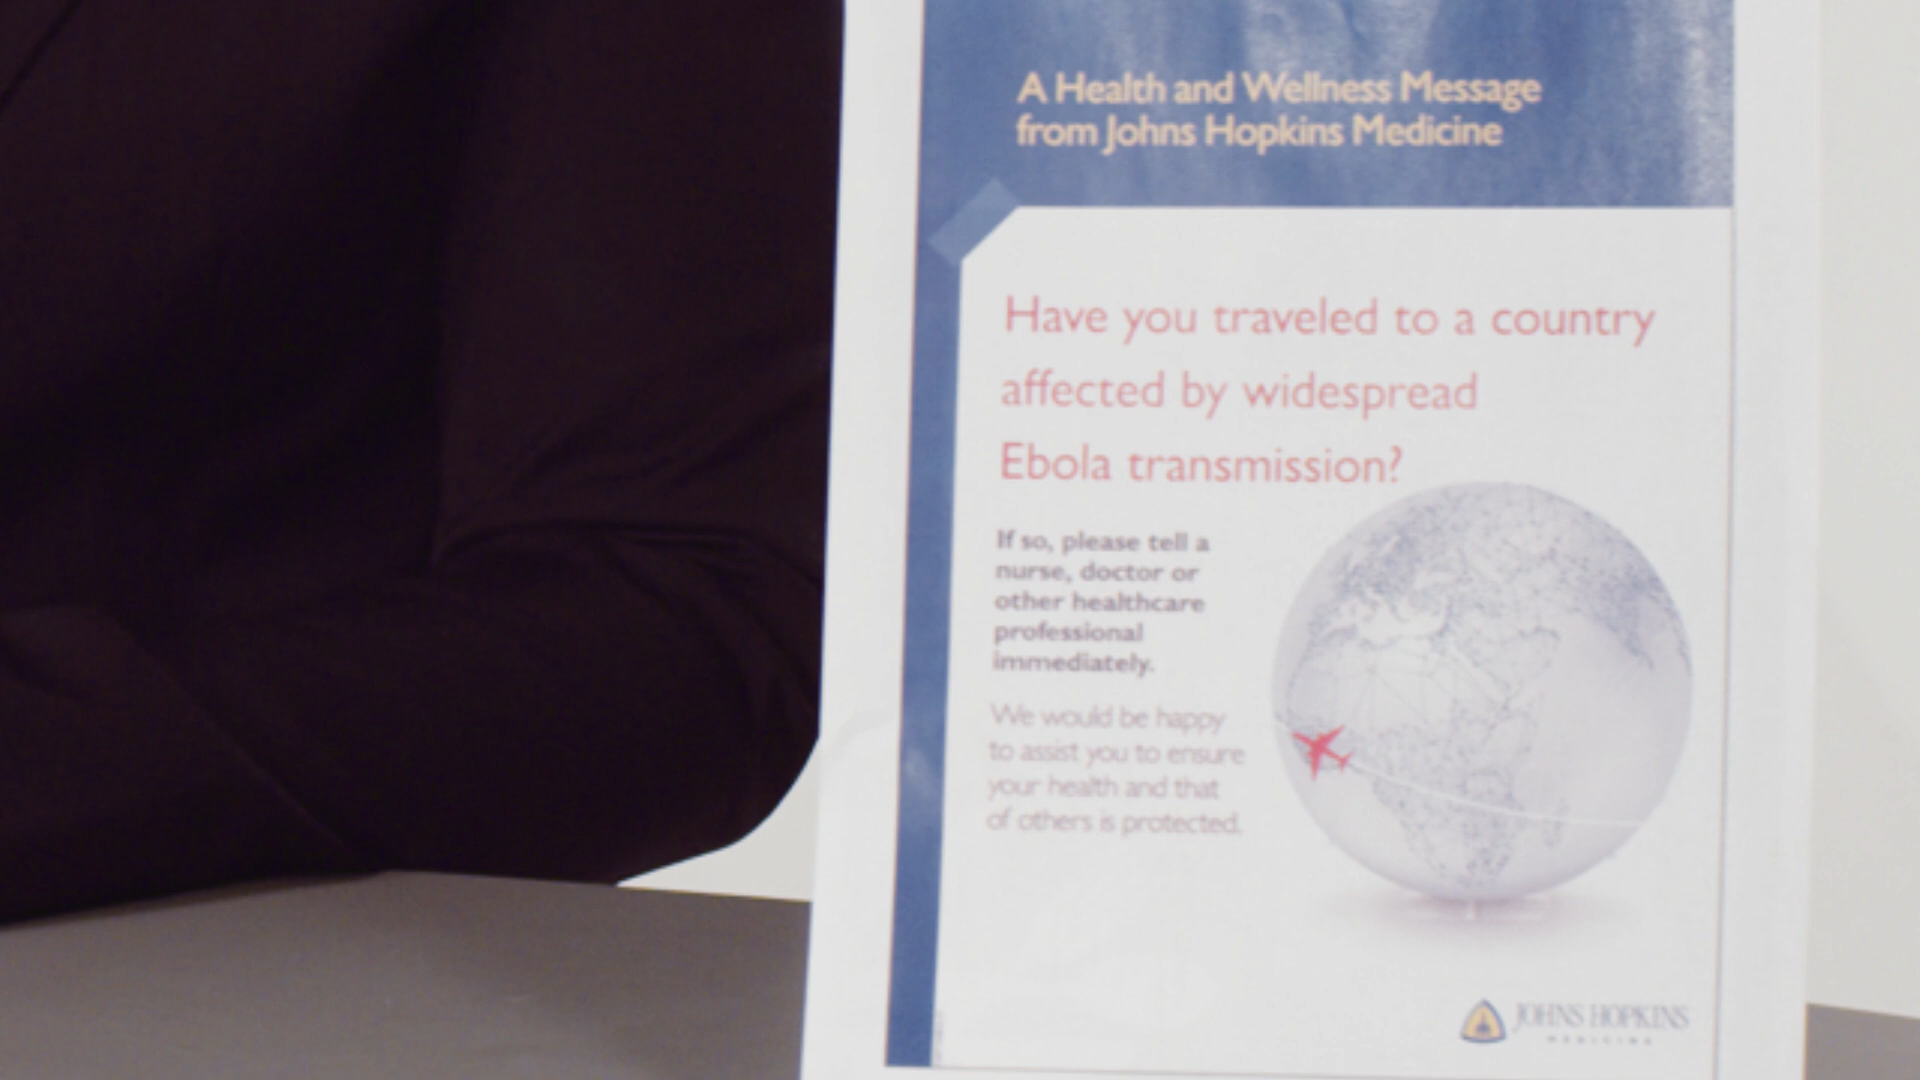 A Health and Wellness Message
from Johns Hopkins Medicine
Have you traveled to a country
affected by widespread
Ebola transmission?
If so, please tell a
nurse, doctor or
other healthcare
professional
immediately.
We would be happy
to assist you to ensure
your health and that
of others is protected.
JOHNS HOPKINS
MEDICINE